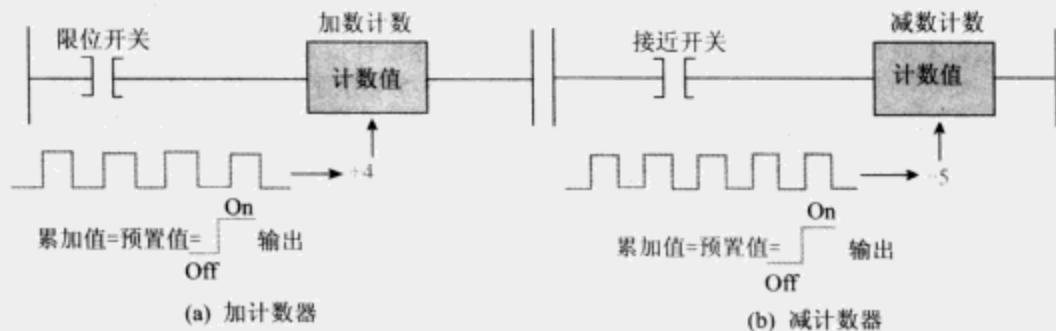 加数计数
限位开关
计数值
+4
On
累加值=预置值=
输出
Off
(a) 加计数器
减数计数
接近开关
计数值
-5
On
累加值=预置值=
输出
Off
(b) 减计数器